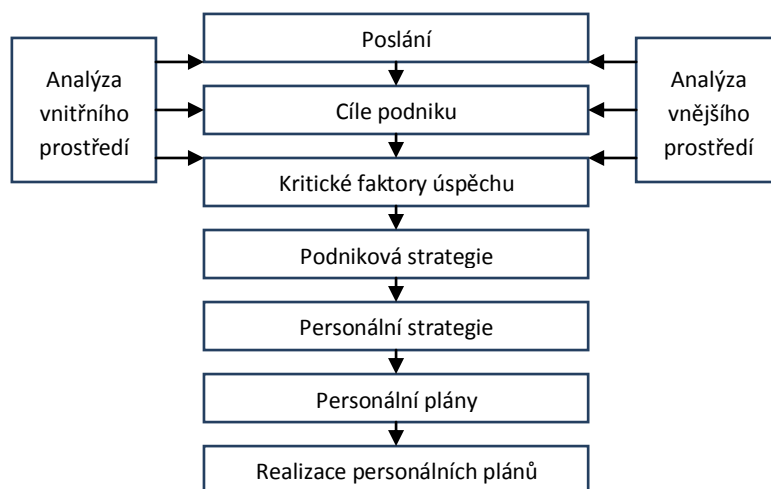 Poslání
Analýza
vnitřního
prostředí
Cíle podniku
Analýza
vnějšího
prostředí
Kritické faktory úspěchu
Podniková strategie
Personální strategie
Personální plány
Realizace personálních plánů